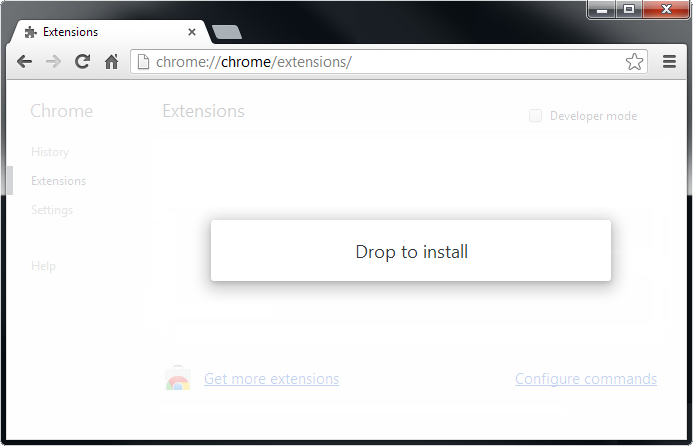 Extensions
chrome://chrome/extensions/
Chrome
Extensions
Developer mode
History
Extensions
Settings
Help
Drop to install
Get more extensions
Configure commands